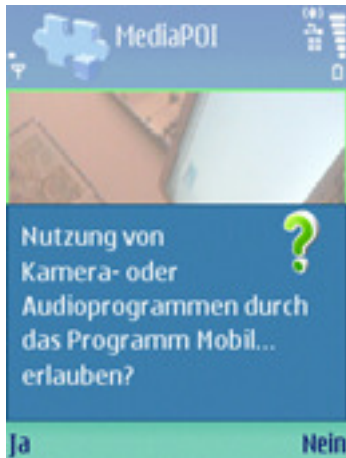 MediaPOI
Nutzung von
Kamera- oder
Audioprogrammen durch
das Programm Mobil...
erlauben?
Ja Nein